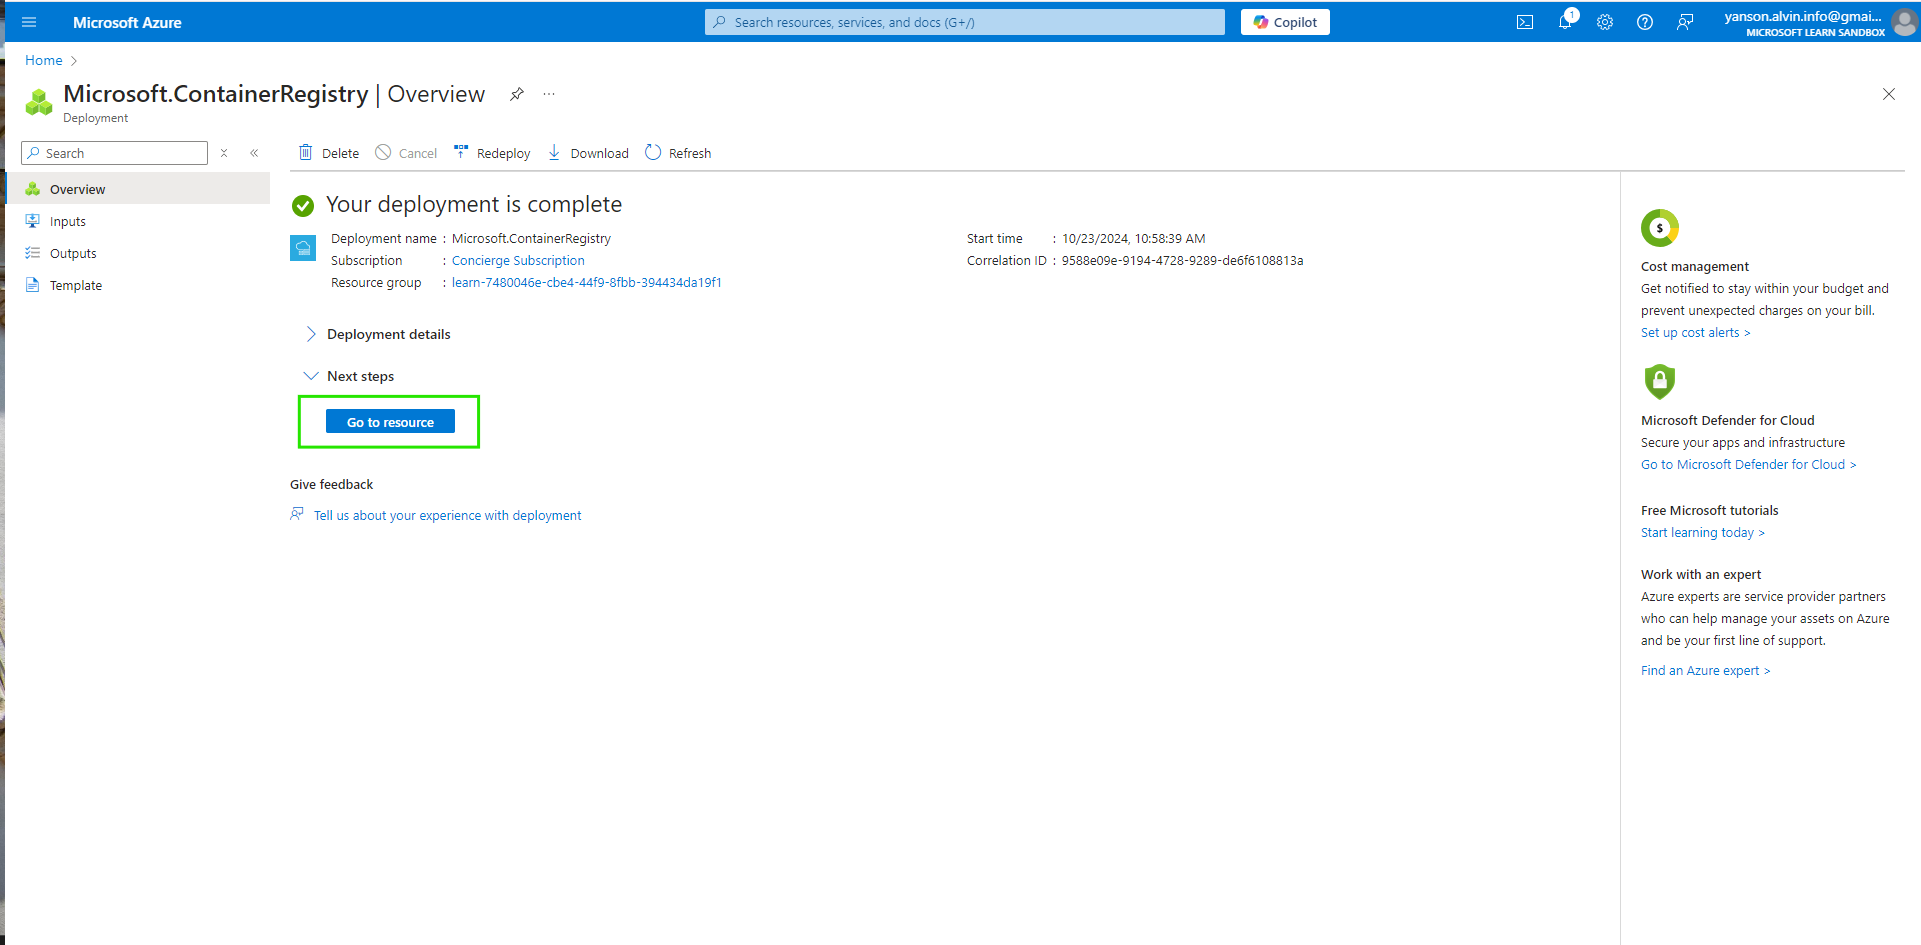 Microsoft Azure
Search resources, services, and docs (G+/)
Copilot
1
yanson.alvin.info@gmai...
MICROSOFT LEARN SANDBOX
Home
Microsoft.ContainerRegistry | Overview
Deployment
Search
Delete
Cancel
Redeploy
Download
Refresh
Overview
Inputs
Outputs
Template
Your deployment is complete
Deployment name : Microsoft.ContainerRegistry
Subscription : Concierge Subscription
Resource group : learn-7480046e-cbe4-44f9-8fbb-394434da19f1
Start time : 10/23/2024, 10:58:39 AM
Correlation ID : 9588e09e-9194-4728-9289-de6f6108813a
Deployment details
Next steps
Go to resource
Give feedback
Tell us about your experience with deployment
$
Cost management
Get notified to stay within your budget and
prevent unexpected charges on your bill.
Set up cost alerts >
Microsoft Defender for Cloud
Secure your apps and infrastructure
Go to Microsoft Defender for Cloud >
Free Microsoft tutorials
Start learning today >
Work with an expert
Azure experts are service provider partners
who can help manage your assets on Azure
and be your first line of support.
Find an Azure expert >